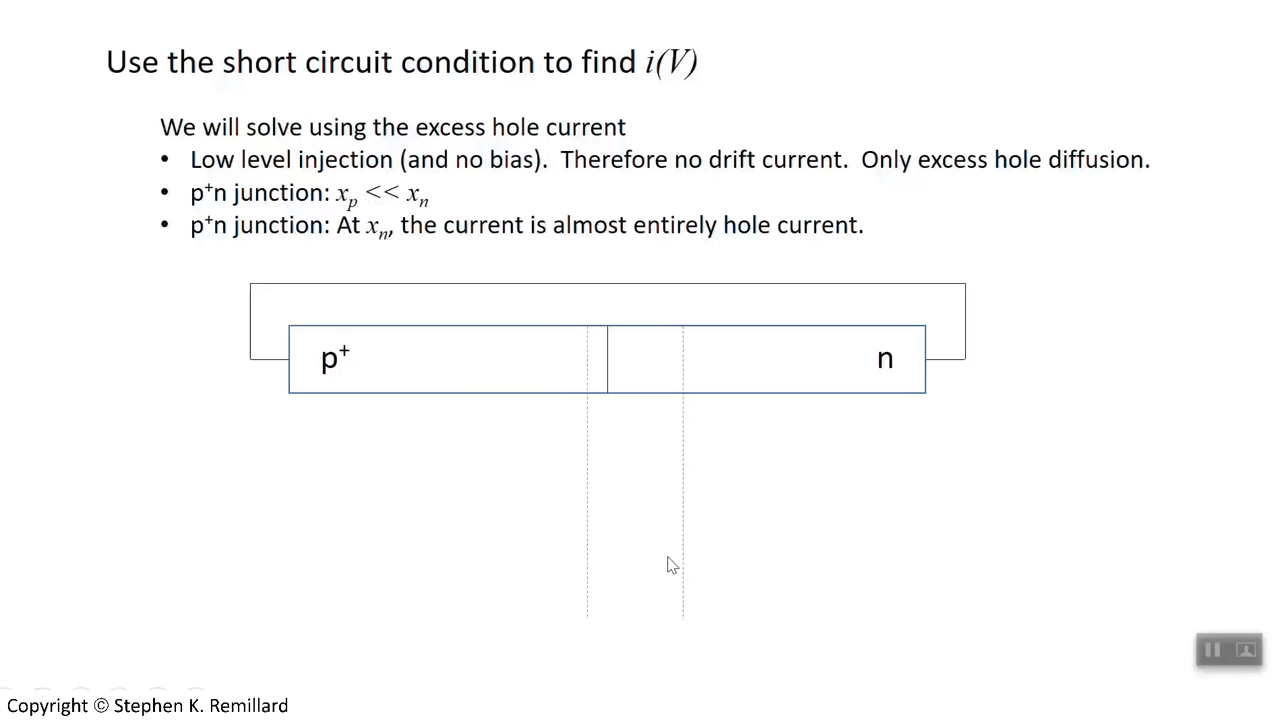 Use the short circuit condition to find i(V)
We will solve using the excess hole current
• Low level injection (and no bias). Therefore no drift current. Only excess hole diffusion.
• p⁺n junction: xₚ << xₙ
• p⁺n junction: At xₙ, the current is almost entirely hole current.
p⁺ n
Copyright © Stephen K. Remillard